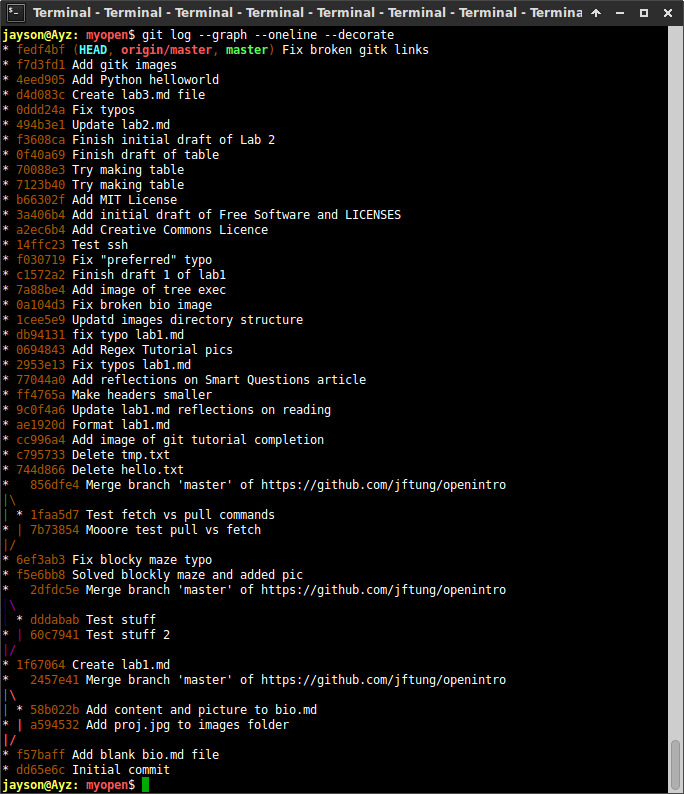 Terminal - Terminal - Terminal - Terminal - Terminal - Terminal - Terminal - Terminal
jayson@Ayz: myopen$ git log --graph --oneline --decorate
* fedf4bf (HEAD, origin/master, master) Fix broken gitk links
* f7d3fd1 Add gitk images
* 4eed905 Add Python helloworld
* d4d083c Create lab3.md file
* 0ddd24a Fix typos
* 494b3e1 Update lab2.md
* f3608ca Finish initial draft of Lab 2
* 0f40a69 Finish draft of table
* 70088e3 Try making table
* 7123b40 Try making table
* b66302f Add MIT License
* 3a406b4 Add initial draft of Free Software and LICENSES
* a2ec6b4 Add Creative Commons Licence
* 14ffc23 Test ssh
* f030719 Fix "preferred" typo
* c1572a2 Finish draft 1 of lab1
* 7a88be4 Add image of tree exec
* 0a104d3 Fix broken bio image
* 1cee5e9 Updatd images directory structure
* db94131 fix typo lab1.md
* 0694843 Add Regex Tutorial pics
* 2953e13 Fix typos lab1.md
* 77044a0 Add reflections on Smart Questions article
* ff4765a Make headers smaller
* 9c0f4a6 Update lab1.md reflections on reading
* ae1920d Format lab1.md
* cc996a4 Add image of git tutorial completion
* c795733 Delete tmp.txt
* 744d866 Delete hello.txt
*   856dfe4 Merge branch 'master' of https://github.com/jftung/openintro
|\
| * 1faa5d7 Test fetch vs pull commands
* | 7b73854 Mooore test pull vs fetch
|/
* 6ef3ab3 Fix blocky maze typo
* f5e6bb8 Solved blockly maze and added pic
*   2dfdc5e Merge branch 'master' of https://github.com/jftung/openintro
|\
| * dddabab Test stuff
* | 60c7941 Test stuff 2
|/
* 1f67064 Create lab1.md
*   2457e41 Merge branch 'master' of https://github.com/jftung/openintro
|\
| * 58b022b Add content and picture to bio.md
* | a594532 Add proj.jpg to images folder
|/
* f57baff Add blank bio.md file
* dd65e6c Initial commit
jayson@Ayz: myopen$